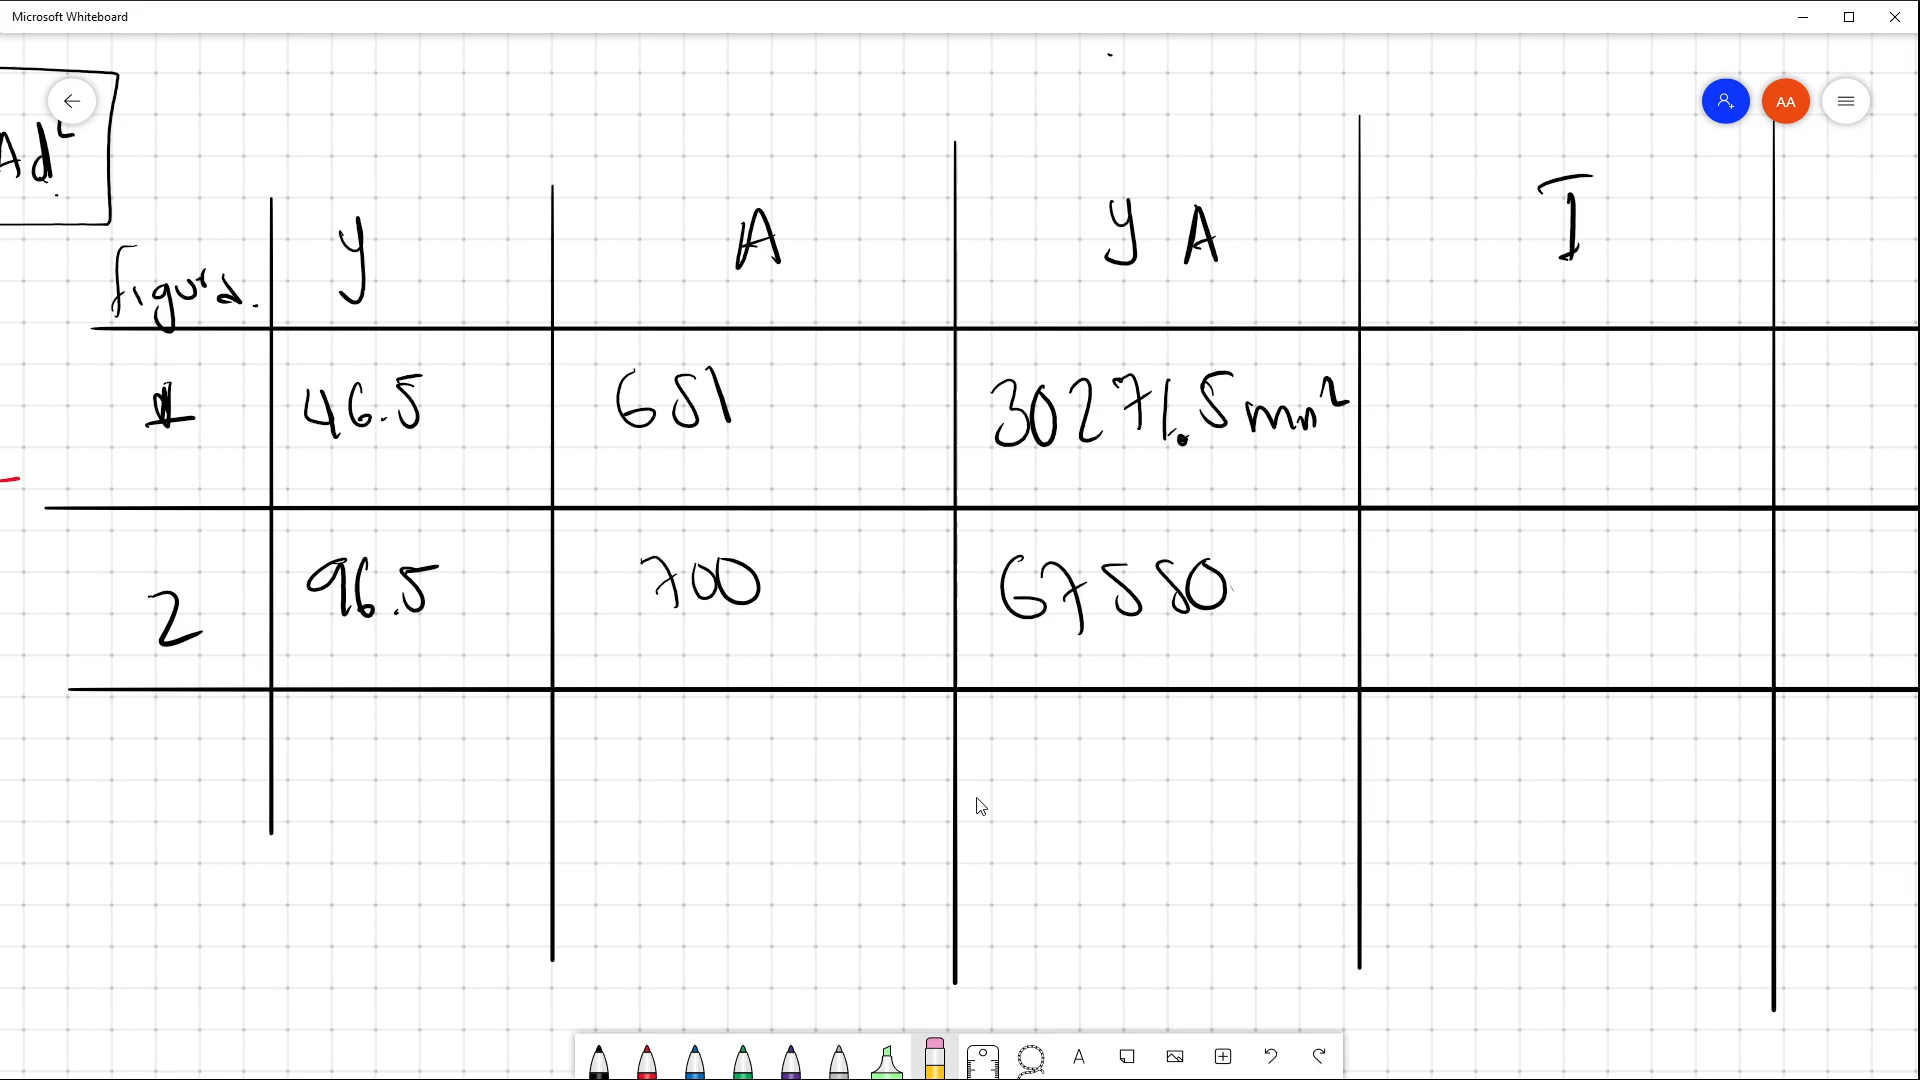 Microsoft Whiteboard
Ad²
AA
Figura. y A y A I
1 46.5 651 30271.5 mm²
2 96.5 700 67550
A